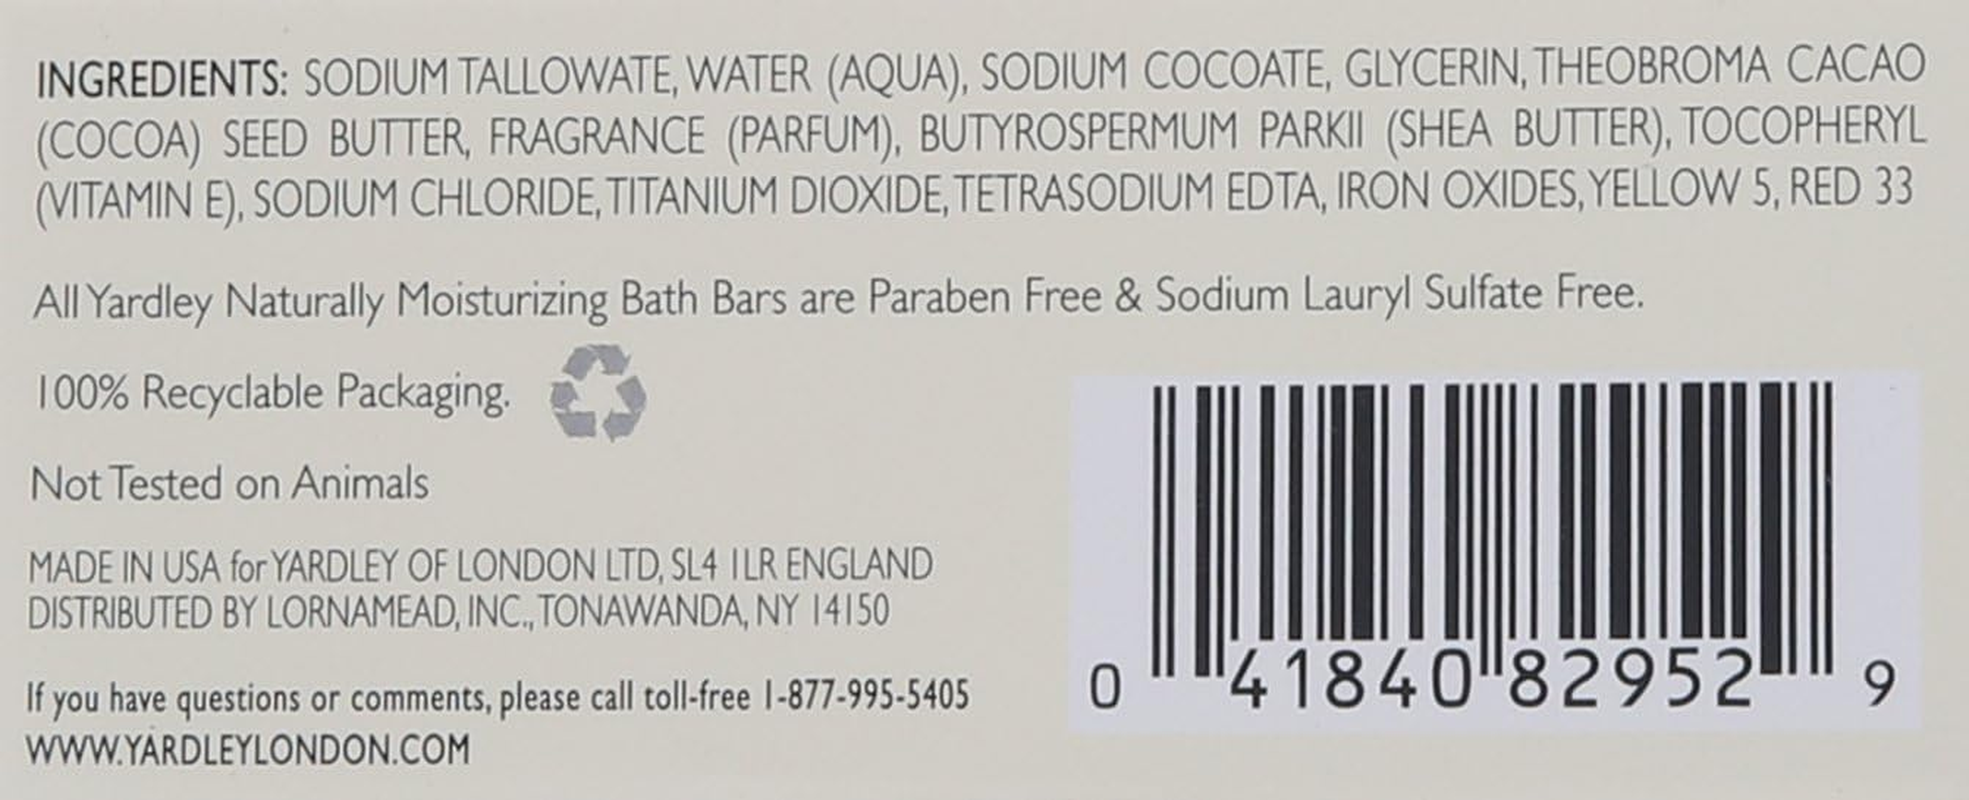 INGREDIENTS: SODIUM TALLOWATE, WATER (AQUA), SODIUM COCOATE, GLYCERIN, THEOBROMA CACAO
(COCOA) SEED BUTTER, FRAGRANCE (PARFUM), BUTYROSPERMUM PARKII (SHEA BUTTER), TOCOPHERYL
(VITAMIN E), SODIUM CHLORIDE, TITANIUM DIOXIDE, TETRASODIUM EDTA, IRON OXIDES, YELLOW 5, RED 33
All Yardley Naturally Moisturizing Bath Bars are Paraben Free & Sodium Lauryl Sulfate Free.
100% Recyclable Packaging.
Not Tested on Animals
MADE IN USA for YARDLEY OF LONDON LTD, SL4 1LR ENGLAND
DISTRIBUTED BY LORNAMEAD, INC., TONAWANDA, NY 14150
If you have questions or comments, please call toll-free 1-877-995-5405
WWW.YARDLEYLONDON.COM
0 41840 82952 9